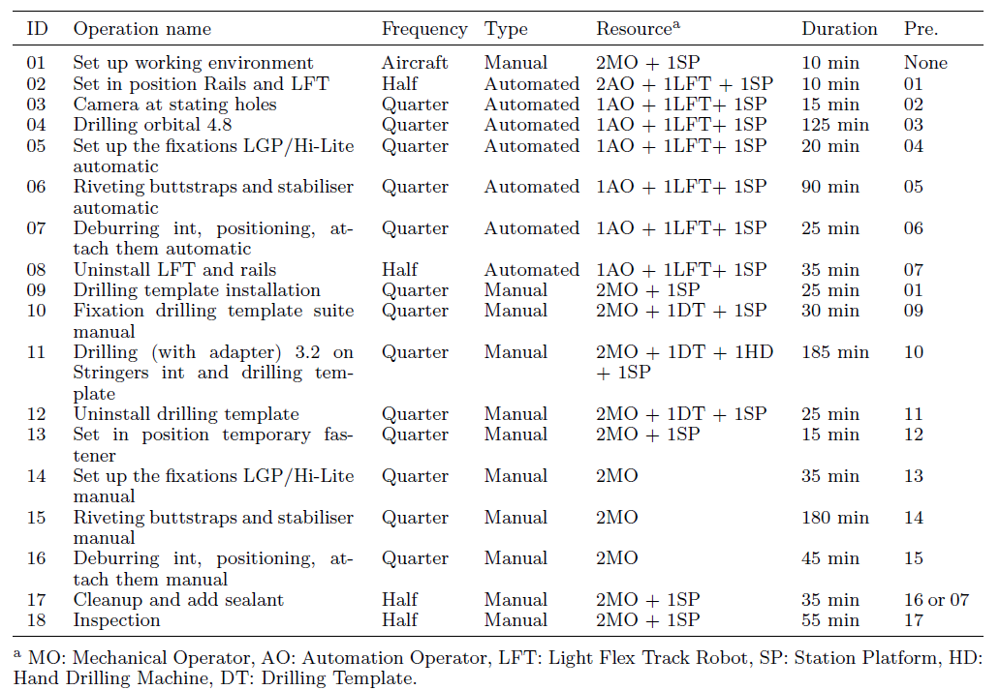 ID Operation name Frequency Type Resourceᵃ Duration Pre.
01 Set up working environment Aircraft Manual 2MO + 1SP 10 min None
02 Set in position Rails and LFT Half Automated 2AO + 1LFT + 1SP 10 min 01
03 Camera at stating holes Quarter Automated 1AO + 1LFT+ 1SP 15 min 02
04 Drilling orbital 4.8 Quarter Automated 1AO + 1LFT+ 1SP 125 min 03
05 Set up the fixations LGP/Hi-Lite Quarter Automated 1AO + 1LFT+ 1SP 20 min 04
automatic
06 Riveting buttstraps and stabiliser Quarter Automated 1AO + 1LFT+ 1SP 90 min 05
automatic
07 Deburring int, positioning, at- Quarter Automated 1AO + 1LFT+ 1SP 25 min 06
tach them automatic
08 Uninstall LFT and rails Half Automated 1AO + 1LFT+ 1SP 35 min 07
09 Drilling template installation Quarter Manual 2MO + 1SP 25 min 01
10 Fixation drilling template suite Quarter Manual 2MO + 1DT + 1SP 30 min 09
manual
11 Drilling (with adapter) 3.2 on Quarter Manual 2MO + 1DT + 1HD 185 min 10
Stringers int and drilling tem- + 1SP
plate
12 Uninstall drilling template Quarter Manual 2MO + 1DT + 1SP 25 min 11
13 Set in position temporary fas- Quarter Manual 2MO + 1SP 15 min 12
tener
14 Set up the fixations LGP/Hi-Lite Quarter Manual 2MO 35 min 13
manual
15 Riveting buttstraps and stabiliser Quarter Manual 2MO 180 min 14
manual
16 Deburring int, positioning, at- Quarter Manual 2MO 45 min 15
tach them manual
17 Cleanup and add sealant Half Manual 2MO + 1SP 35 min 16 or 07
18 Inspection Half Manual 2MO + 1SP 55 min 17
ᵃ MO: Mechanical Operator, AO: Automation Operator, LFT: Light Flex Track Robot, SP: Station Platform, HD:
Hand Drilling Machine, DT: Drilling Template.